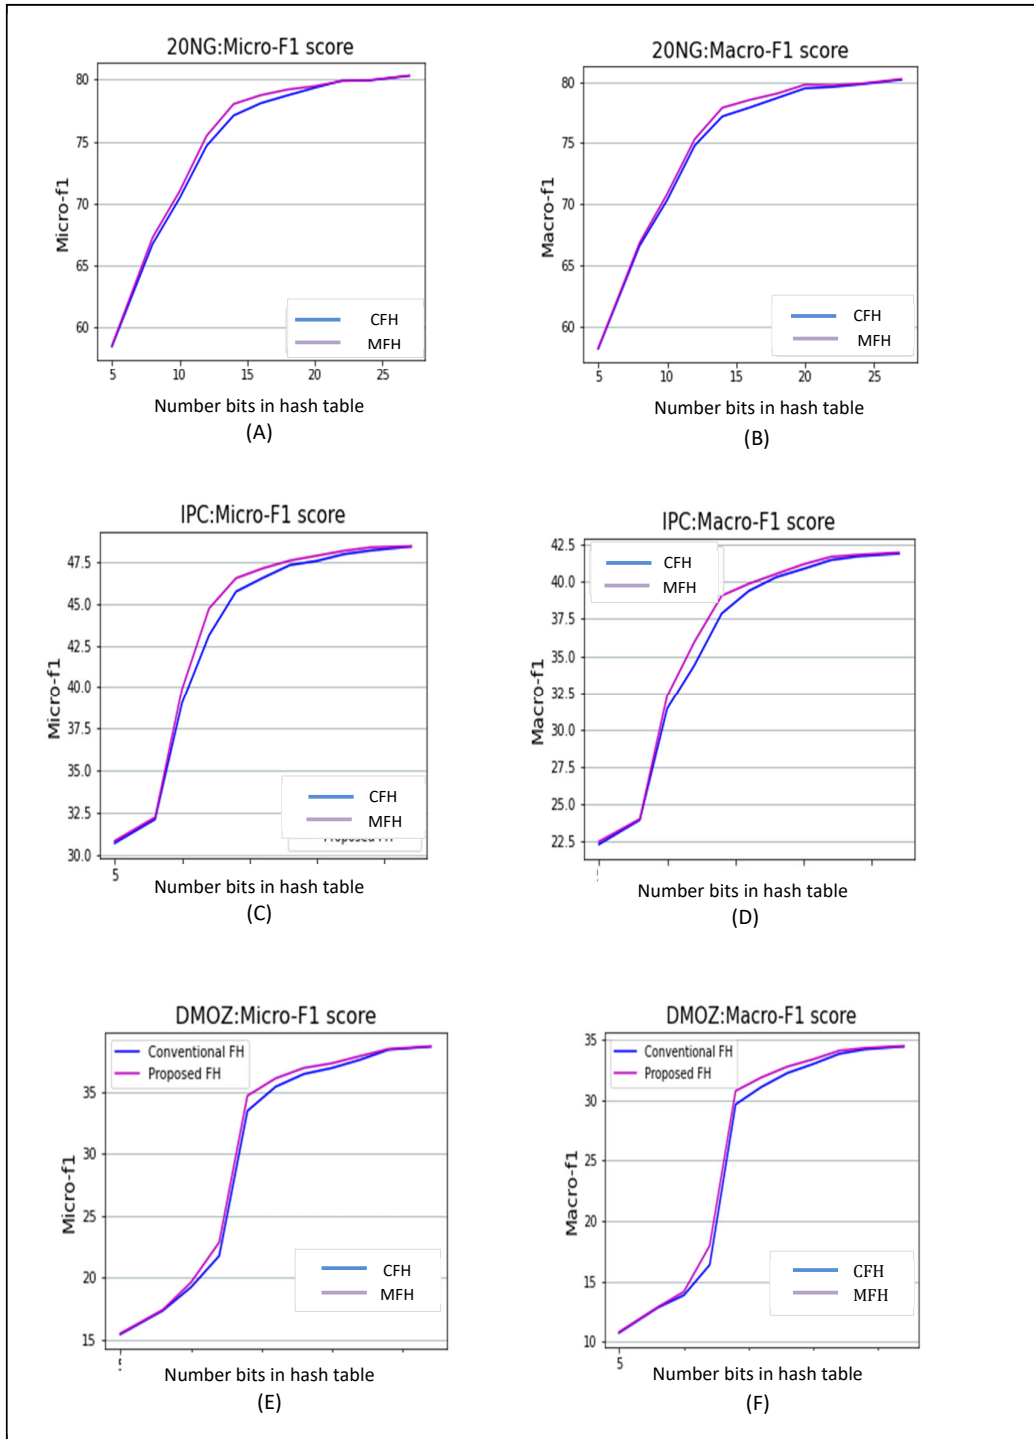 20NG:Micro-F1 score
80
75
70
65
60
Micro-f1
CFH
MFH
5 10 15 20 25
Number bits in hash table
(A)
20NG:Macro-F1 score
80
75
70
65
60
Macro-f1
CFH
MFH
5 10 15 20 25
Number bits in hash table
(B)
IPC:Micro-F1 score
47.5
45.0
42.5
40.0
37.5
35.0
32.5
30.0
Micro-f1
CFH
MFH
5
Number bits in hash table
(C)
IPC:Macro-F1 score
42.5
40.0
37.5
35.0
32.5
30.0
27.5
25.0
22.5
Macro-f1
CFH
MFH
Number bits in hash table
(D)
DMOZ:Micro-F1 score
Conventional FH
Proposed FH
35
30
25
20
15
Micro-f1
CFH
MFH
Number bits in hash table
(E)
DMOZ:Macro-F1 score
Conventional FH
Proposed FH
35
30
25
20
15
10
Macro-f1
CFH
MFH
5
Number bits in hash table
(F)